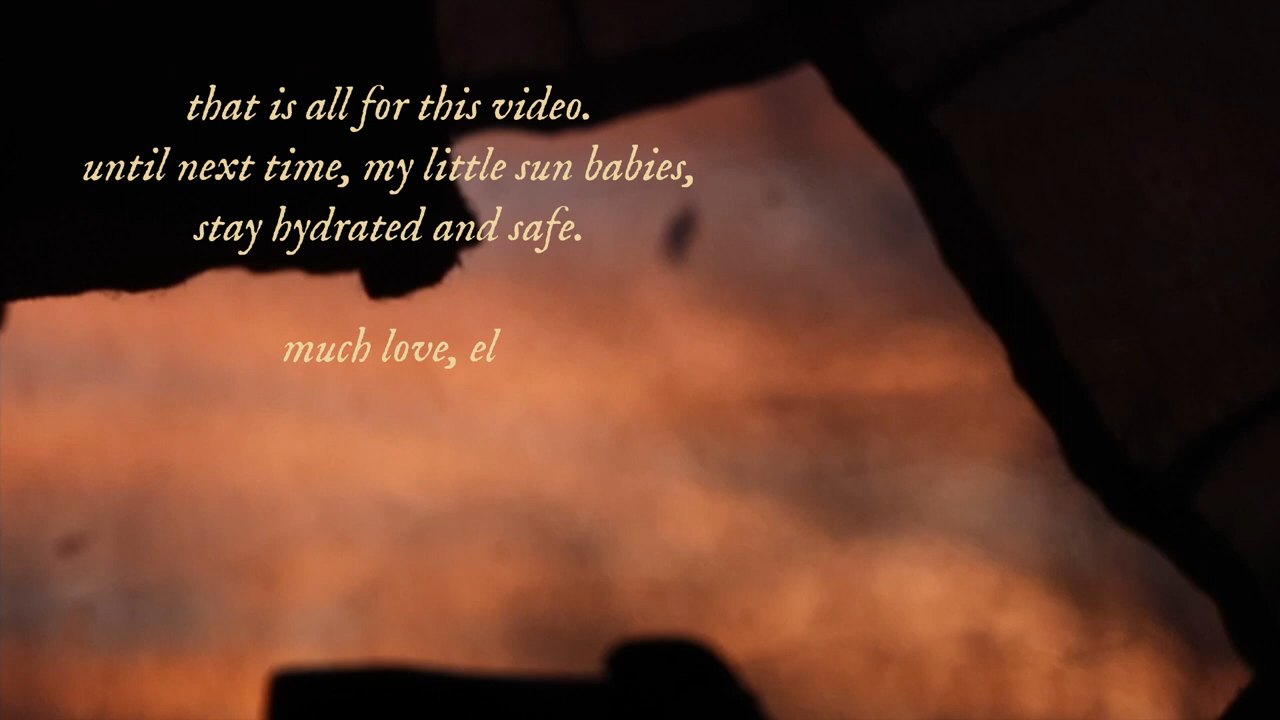 that is all for this video.
until next time, my little sun babies,
stay hydrated and safe.
much love, el